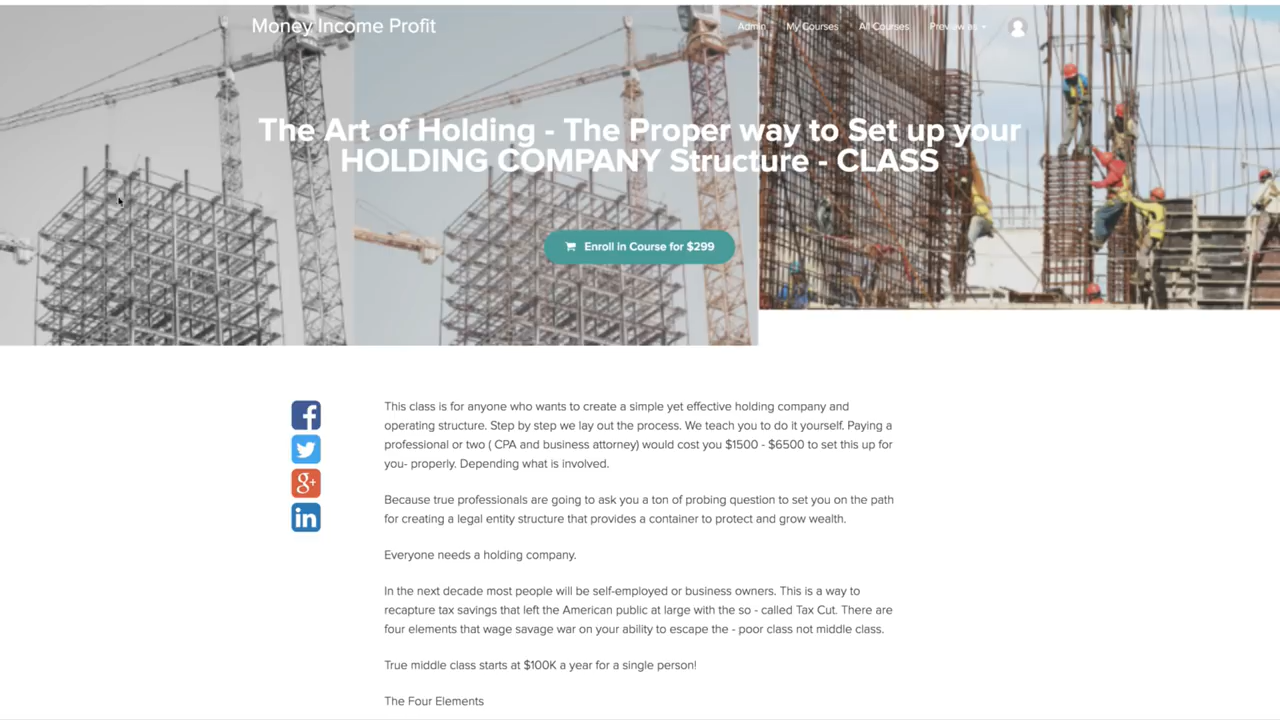 Money Income Profit
Admin
My Courses
All Courses
Preview as
The Art of Holding - The Proper way to Set up your
HOLDING COMPANY Structure - CLASS
Enroll in Course for $299
This class is for anyone who wants to create a simple yet effective holding company and
operating structure. Step by step we lay out the process. We teach you to do it yourself. Paying a
professional or two ( CPA and business attorney) would cost you $1500 - $6500 to set this up for
you- properly. Depending what is involved.
Because true professionals are going to ask you a ton of probing question to set you on the path
for creating a legal entity structure that provides a container to protect and grow wealth.
Everyone needs a holding company.
In the next decade most people will be self-employed or business owners. This is a way to
recapture tax savings that left the American public at large with the so - called Tax Cut. There are
four elements that wage savage war on your ability to escape the - poor class not middle class.
True middle class starts at $100K a year for a single person!
The Four Elements